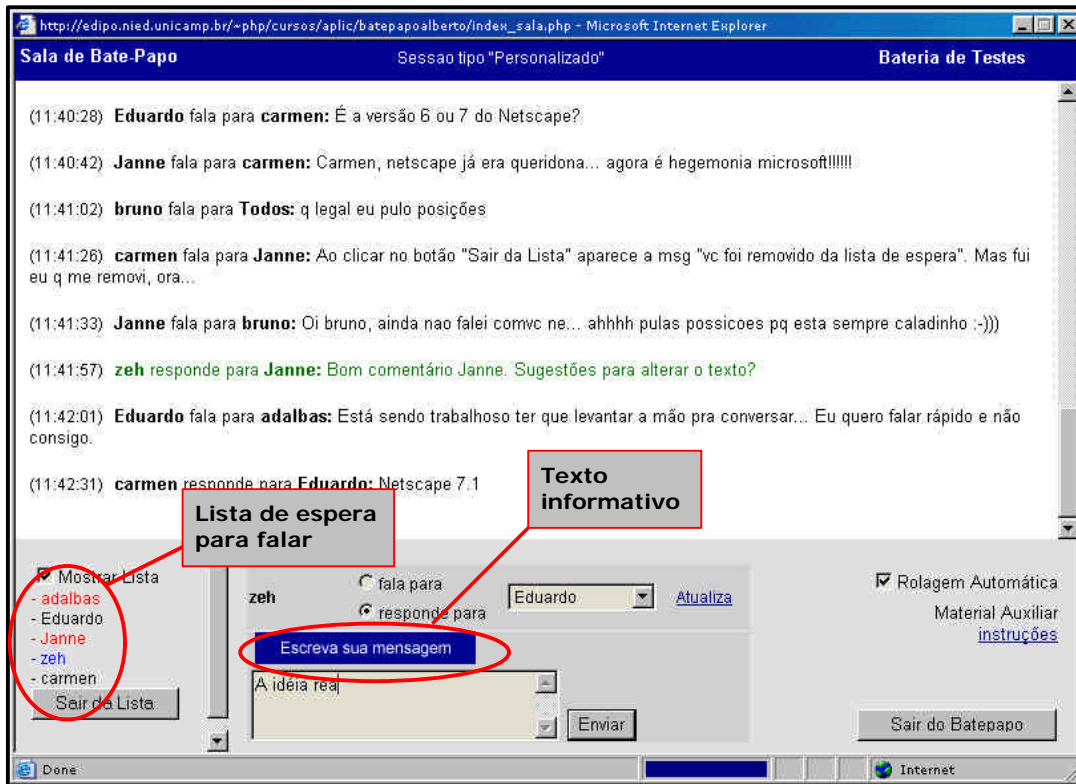 http://edipo.nied.unicamp.br/~php/cursos/aplic/batepapoalberto/index_sala.php - Microsoft Internet Explorer
Sala de Bate-Papo Sessao tipo "Personalizado" Bateria de Testes
(11:40:28) Eduardo fala para carmen: É a versão 6 ou 7 do Netscape?
(11:40:42) Janne fala para carmen: Carmen, netscape já era queridona... agora é hegemonia microsoft!!!!!!
(11:41:02) bruno fala para Todos: q legal eu pulo posições
(11:41:26) carmen fala para Janne: Ao clicar no botão "Sair da Lista" aparece a msg "vc foi removido da lista de espera". Mas fui
eu q me removi, ora...
(11:41:33) Janne fala para bruno: Oi bruno, ainda nao falei comvc ne... ahhhh pulas possicoes pq esta sempre caladinho :-)))
(11:41:57) zeh responde para Janne: Bom comentário Janne. Sugestões para alterar o texto?
(11:42:01) Eduardo fala para adalbas: Está sendo trabalhoso ter que levantar a mão pra conversar... Eu quero falar rápido e não
consigo.
(11:42:31) carmen responde para Eduardo: Netscape 7.1
Texto
informativo
Lista de espera
para falar
Mostrar Lista
- adalbas
- Eduardo
- Janne
- zeh
- carmen
Sair da Lista
zeh
fala para
responde para
Eduardo
Atualiza
Escreva sua mensagem
A idéia rea
Enviar
Rolagem Automática
Material Auxiliar
instruções
Sair do Batepapo
Done
Internet